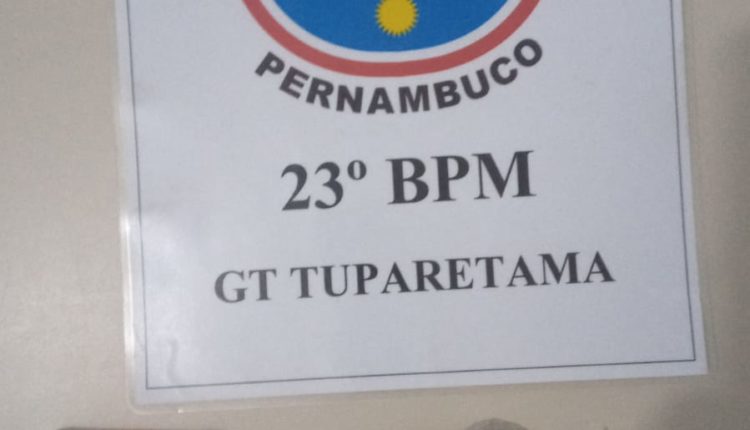 PERNAMBUCO
23º BPM
GT TUPARETAMA